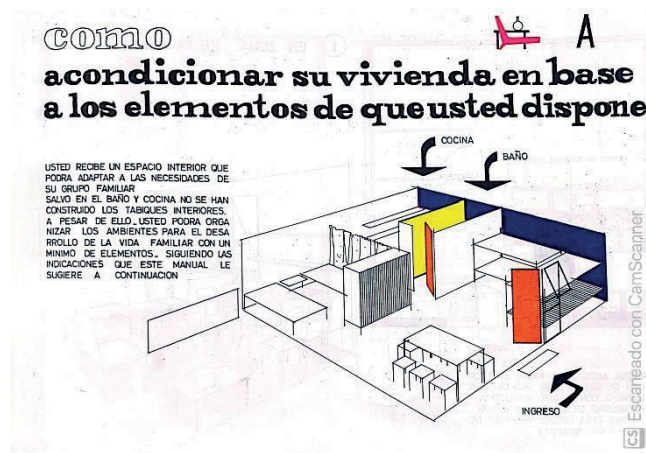 como
A
acondicionar su vivienda en base
a los elementos de que usted dispone
USTED RECIBE UN ESPACIO INTERIOR QUE
PODRA ADAPTAR A LAS NECESIDADES DE
SU GRUPO FAMILIAR
SALVO EN EL BAÑO Y COCINA NO SE HAN
CONSTRUIDO LOS TABIQUES INTERIORES.
A PESAR DE ELLO_USTED PODRA ORGA
NIZAR LOS AMBIENTES PARA EL DESA
RROLLO DE LA VIDA FAMILIAR CON UN
MINIMO DE ELEMENTOS_ SIGUIENDO LAS
INDICACIONES QUE ESTE MANUAL LE
SUGIERE A CONTINUACION
COCINA
BAÑO
INGRESO
CS Escaneado con CamScanner